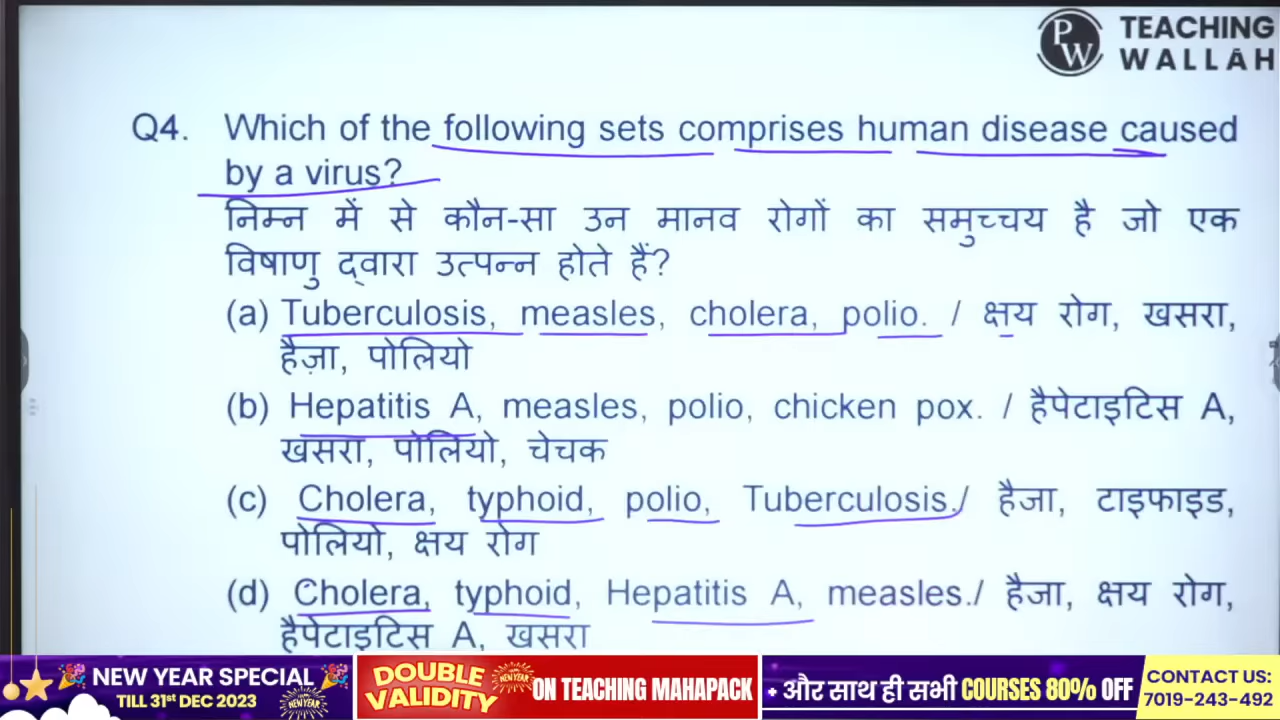 TEACHING
WALLAH
PW
Q4. Which of the following sets comprises human disease caused
by a virus?
निम्न में से कौन-सा उन मानव रोगों का समुच्चय है जो एक
विषाणु द्वारा उत्पन्न होते हैं?
(a) Tuberculosis, measles, cholera, polio. / क्षय रोग, खसरा,
हैज़ा, पोलियो
(b) Hepatitis A, measles, polio, chicken pox. / हैपेटाइटिस A,
खसरा, पोलियो, चेचक
(c) Cholera, typhoid, polio, Tuberculosis./ हैजा, टाइफाइड,
पोलियो, क्षय रोग
(d) Cholera, typhoid, Hepatitis A, measles./ हैजा, क्षय रोग,
हैपेटाइटिस A, खसरा
NEW YEAR SPECIAL
TILL 31st DEC 2023
DOUBLE
VALIDITY
ON TEACHING MAHAPACK
+ और साथ ही सभी COURSES 80% OFF
CONTACT US:
7019-243-492